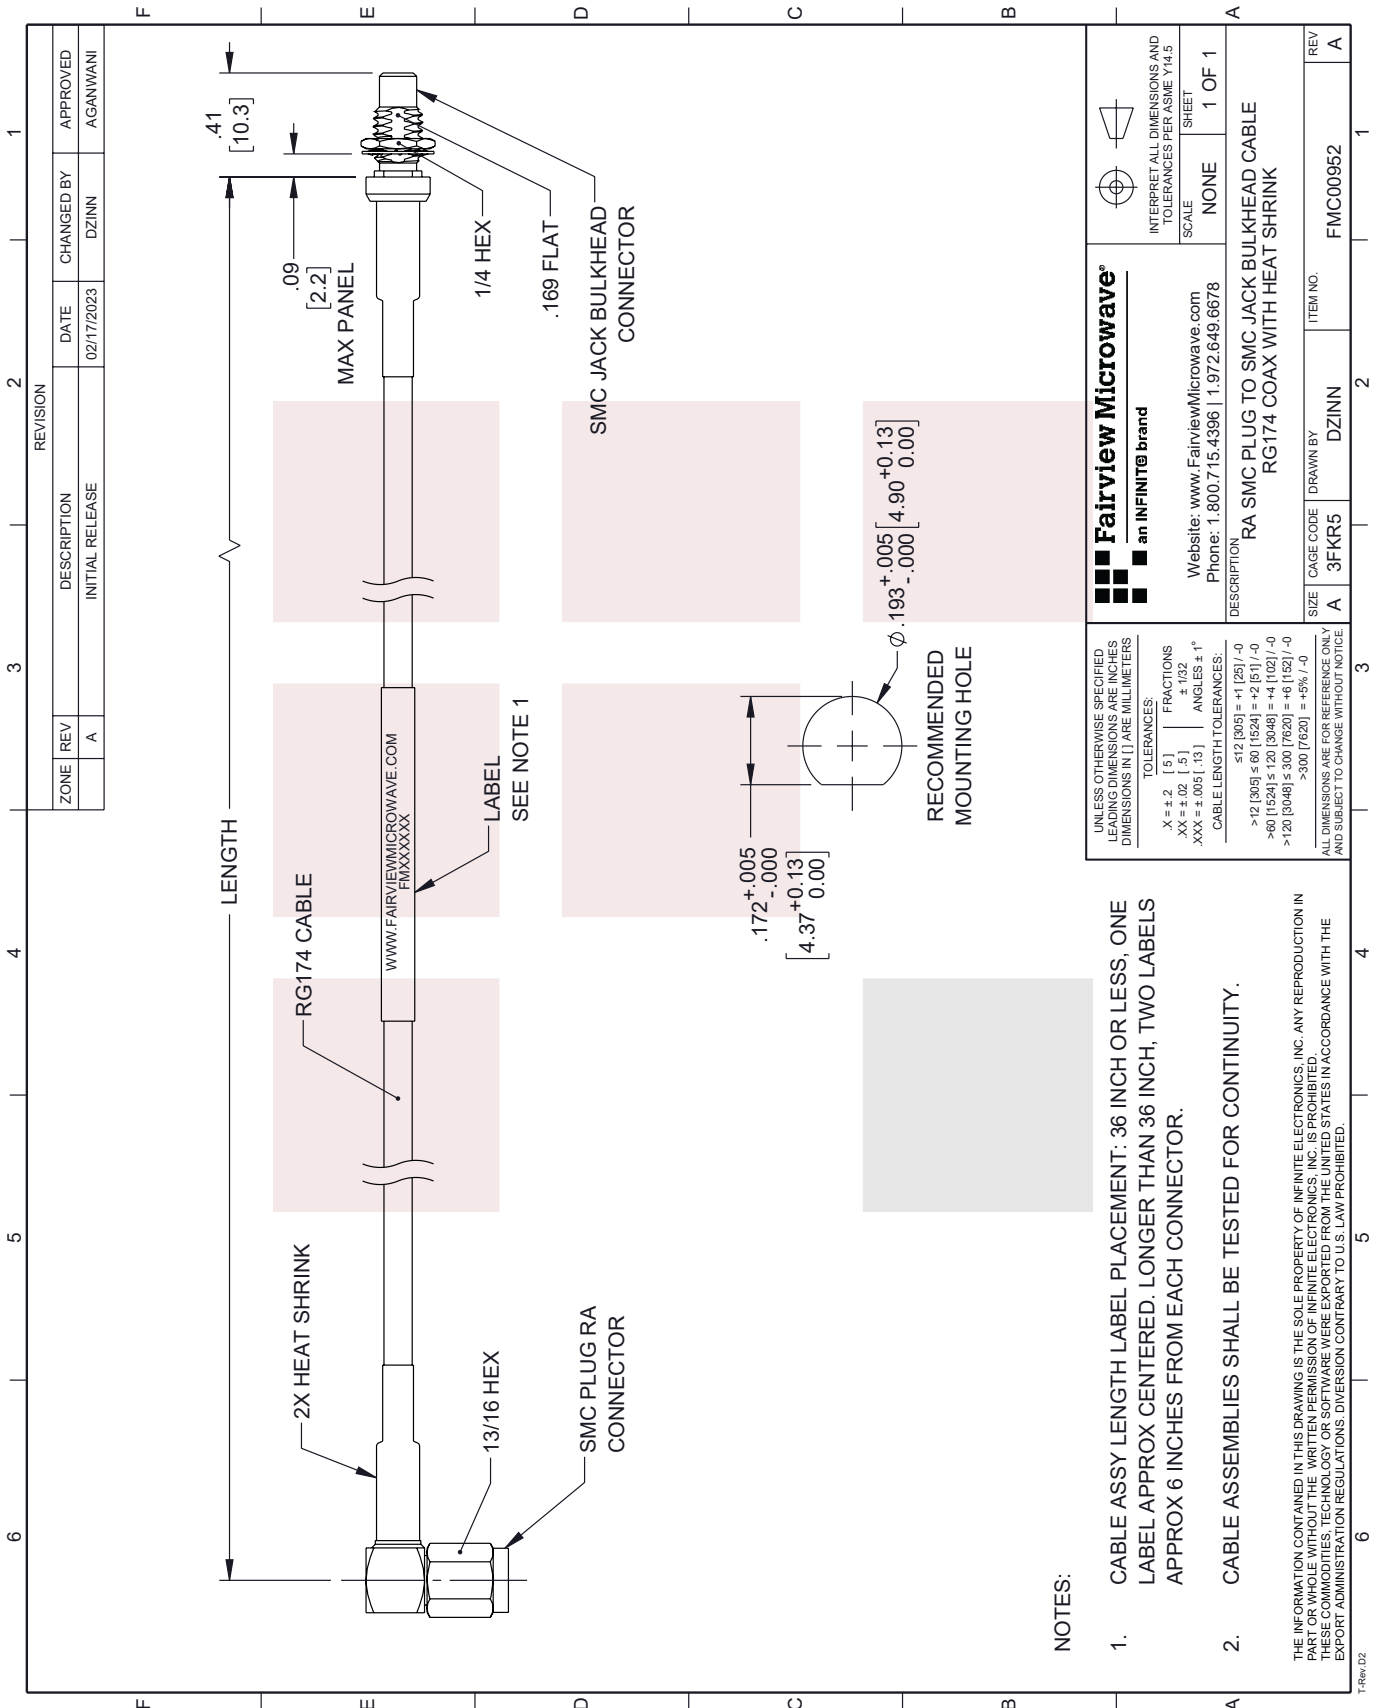 6
5
4
3
2
1
F
E
D
C
B
A
F
E
D
C
B
A
REVISION
ZONE REV DESCRIPTION DATE CHANGED BY APPROVED
A INITIAL RELEASE 02/17/2023 DZINN AGANWANI
LENGTH
.41
[10.3]
.09
[2.2]
MAX PANEL
2X HEAT SHRINK
RG174 CABLE
WWW.FAIRVIEWMICROWAVE.COM
FMXXXXXX
13/16 HEX
SMC PLUG RA
CONNECTOR
LABEL
SEE NOTE 1
1/4 HEX
.169 FLAT
SMC JACK BULKHEAD
CONNECTOR
.172 +.005
-.000
[4.37 +0.13
0.00]
Ø .193 +.005
-.000 [4.90 +0.13
0.00]
RECOMMENDED
MOUNTING HOLE
NOTES:
1. CABLE ASSY LENGTH LABEL PLACEMENT: 36 INCH OR LESS, ONE
LABEL APPROX CENTERED. LONGER THAN 36 INCH, TWO LABELS
APPROX 6 INCHES FROM EACH CONNECTOR.
2. CABLE ASSEMBLIES SHALL BE TESTED FOR CONTINUITY.
THE INFORMATION CONTAINED IN THIS DRAWING IS THE SOLE PROPERTY OF INFINITE ELECTRONICS, INC. ANY REPRODUCTION IN
PART OR WHOLE WITHOUT THE WRITTEN PERMISSION OF INFINITE ELECTRONICS, INC. IS PROHIBITED.
THESE COMMODITIES, TECHNOLOGY OR SOFTWARE WERE EXPORTED FROM THE UNITED STATES IN ACCORDANCE WITH THE
EXPORT ADMINISTRATION REGULATIONS. DIVERSION CONTRARY TO U.S. LAW PROHIBITED.
UNLESS OTHERWISE SPECIFIED
LEADING DIMENSIONS ARE INCHES
DIMENSIONS IN [ ] ARE MILLIMETERS
TOLERANCES:
.X = ± .2 [ 5 ] FRACTIONS
.XX = ± .02 [ .5 ] ± 1/32
.XXX = ± .005 [ .13 ] ANGLES ± 1°
CABLE LENGTH TOLERANCES:
≤12 [305] = +1 [25] / -0
>12 [305] ≤ 60 [1524] = +2 [51] / -0
>60 [1524] ≤ 120 [3048] = +4 [102] / -0
>120 [3048] ≤ 300 [7620] = +6 [152] / -0
>300 [7620] = +5% / -0
ALL DIMENSIONS ARE FOR REFERENCE ONLY
AND SUBJECT TO CHANGE WITHOUT NOTICE.
Fairview Microwave®
an INFINIT® brand
Website: www.FairviewMicrowave.com
Phone: 1.800.715.4396 | 1.972.649.6678
INTERPRET ALL DIMENSIONS AND
TOLERANCES PER ASME Y14.5
SCALE SHEET
NONE 1 OF 1
DESCRIPTION
RA SMC PLUG TO SMC JACK BULKHEAD CABLE
RG174 COAX WITH HEAT SHRINK
SIZE CAGE CODE DRAWN BY ITEM NO. REV
A 3FKR5 DZINN FMC00952 A
6
5
4
3
2
1
T-Rev.D2